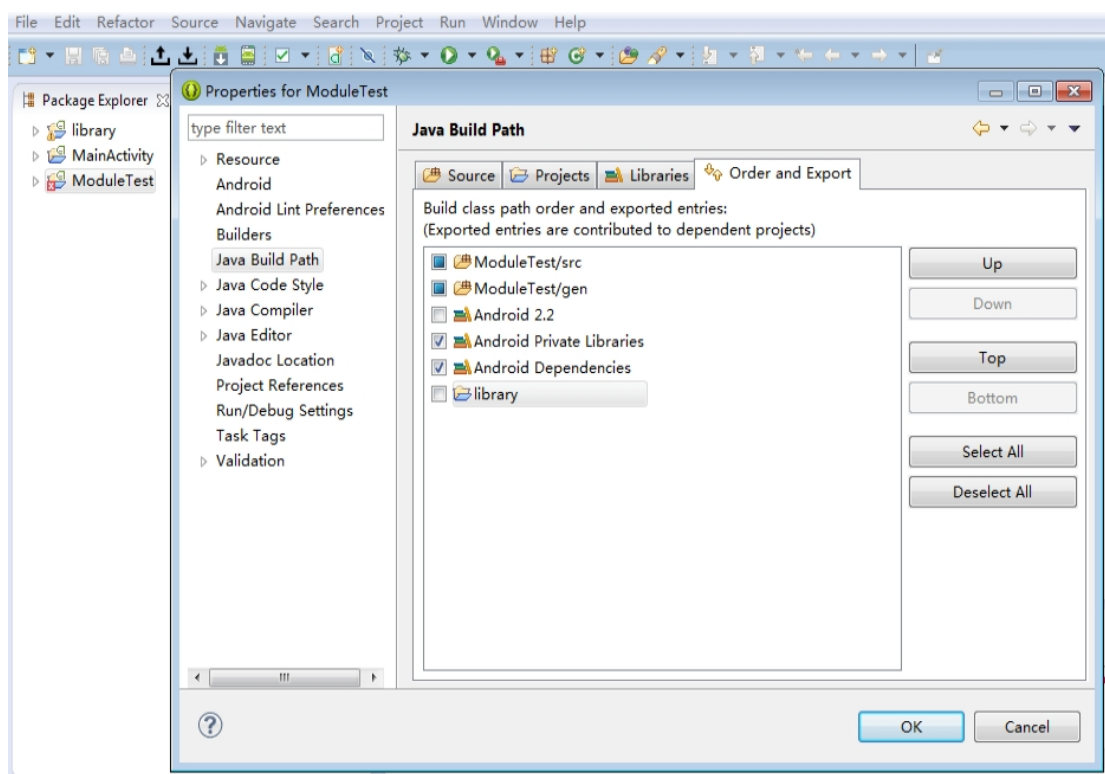 File Edit Refactor Source Navigate Search Project Run Window Help
Package Explorer
library
MainActivity
ModuleTest
Properties for ModuleTest
type filter text
Resource
Android
Android Lint Preferences
Builders
Java Build Path
Java Code Style
Java Compiler
Java Editor
Javadoc Location
Project References
Run/Debug Settings
Task Tags
Validation
Java Build Path
Source Projects Libraries Order and Export
Build class path order and exported entries:
(Exported entries are contributed to dependent projects)
ModuleTest/src
ModuleTest/gen
Android 2.2
Android Private Libraries
Android Dependencies
library
Up
Down
Top
Bottom
Select All
Deselect All
OK Cancel